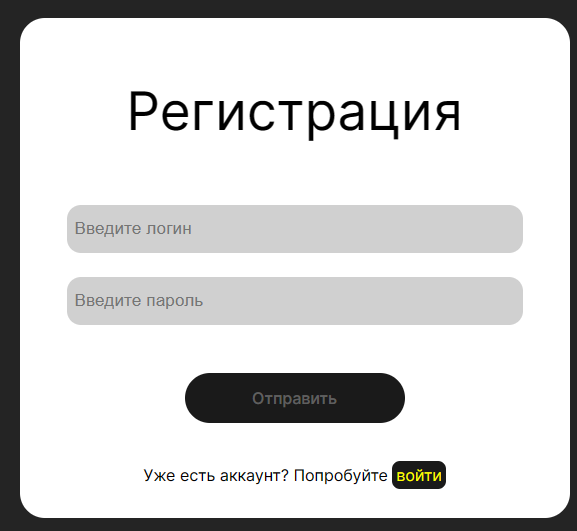 Регистрация
Введите логин
Введите пароль
Отправить
Уже есть аккаунт? Попробуйте войти